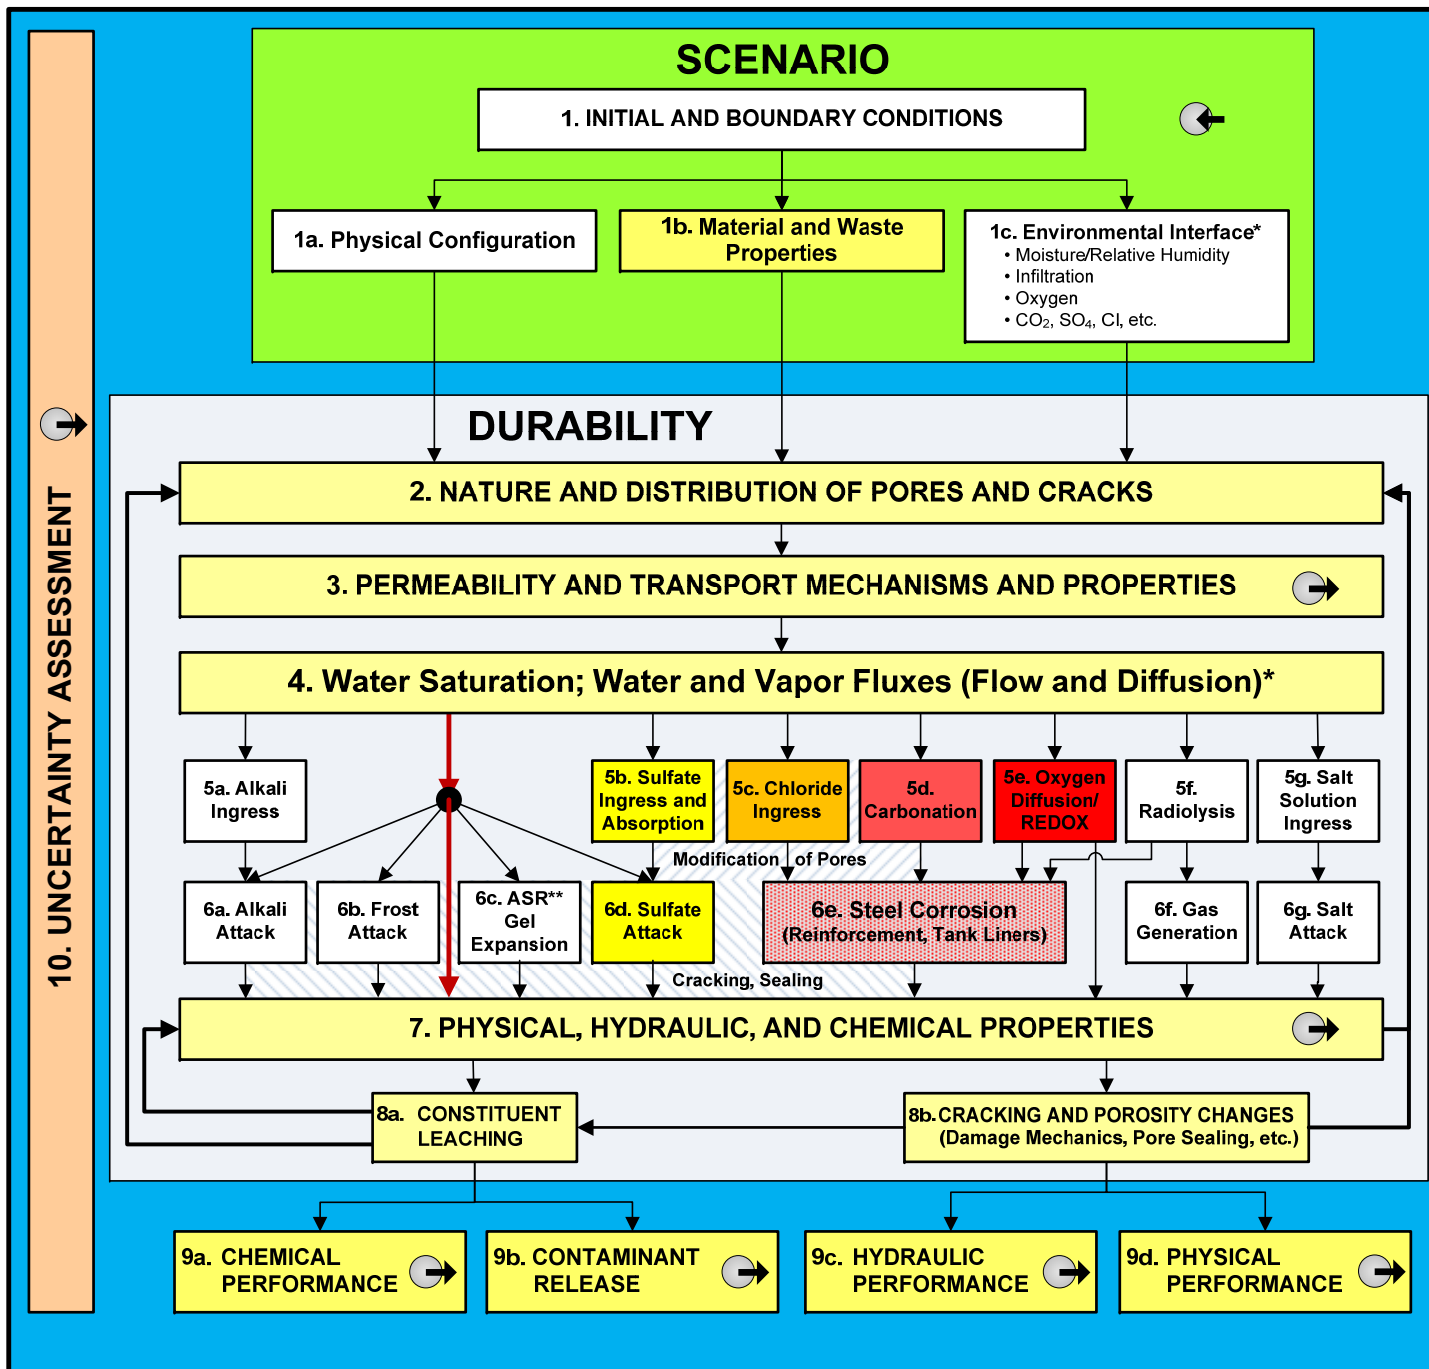 SCENARIO
1. INITIAL AND BOUNDARY CONDITIONS
1a. Physical Configuration
1b. Material and Waste
Properties
1c. Environmental Interface*
• Moisture/Relative Humidity
• Infiltration
• Oxygen
• CO₂, SO₄, Cl, etc.
10. UNCERTAINTY ASSESSMENT
DURABILITY
2. NATURE AND DISTRIBUTION OF PORES AND CRACKS
3. PERMEABILITY AND TRANSPORT MECHANISMS AND PROPERTIES
4. Water Saturation; Water and Vapor Fluxes (Flow and Diffusion)*
5a. Alkali
Ingress
5b. Sulfate
Ingress and
Absorption
5c. Chloride
Ingress
5d.
Carbonation
5e. Oxygen
Diffusion/
REDOX
5f.
Radiolysis
5g. Salt
Solution
Ingress
Modification of Pores
6a. Alkali
Attack
6b. Frost
Attack
6c. ASR**
Gel
Expansion
6d. Sulfate
Attack
6e. Steel Corrosion
(Reinforcement, Tank Liners)
6f. Gas
Generation
6g. Salt
Attack
Cracking, Sealing
7. PHYSICAL, HYDRAULIC, AND CHEMICAL PROPERTIES
8a. CONSTITUENT
LEACHING
8b. CRACKING AND POROSITY CHANGES
(Damage Mechanics, Pore Sealing, etc.)
9a. CHEMICAL
PERFORMANCE
9b. CONTAMINANT
RELEASE
9c. HYDRAULIC
PERFORMANCE
9d. PHYSICAL
PERFORMANCE